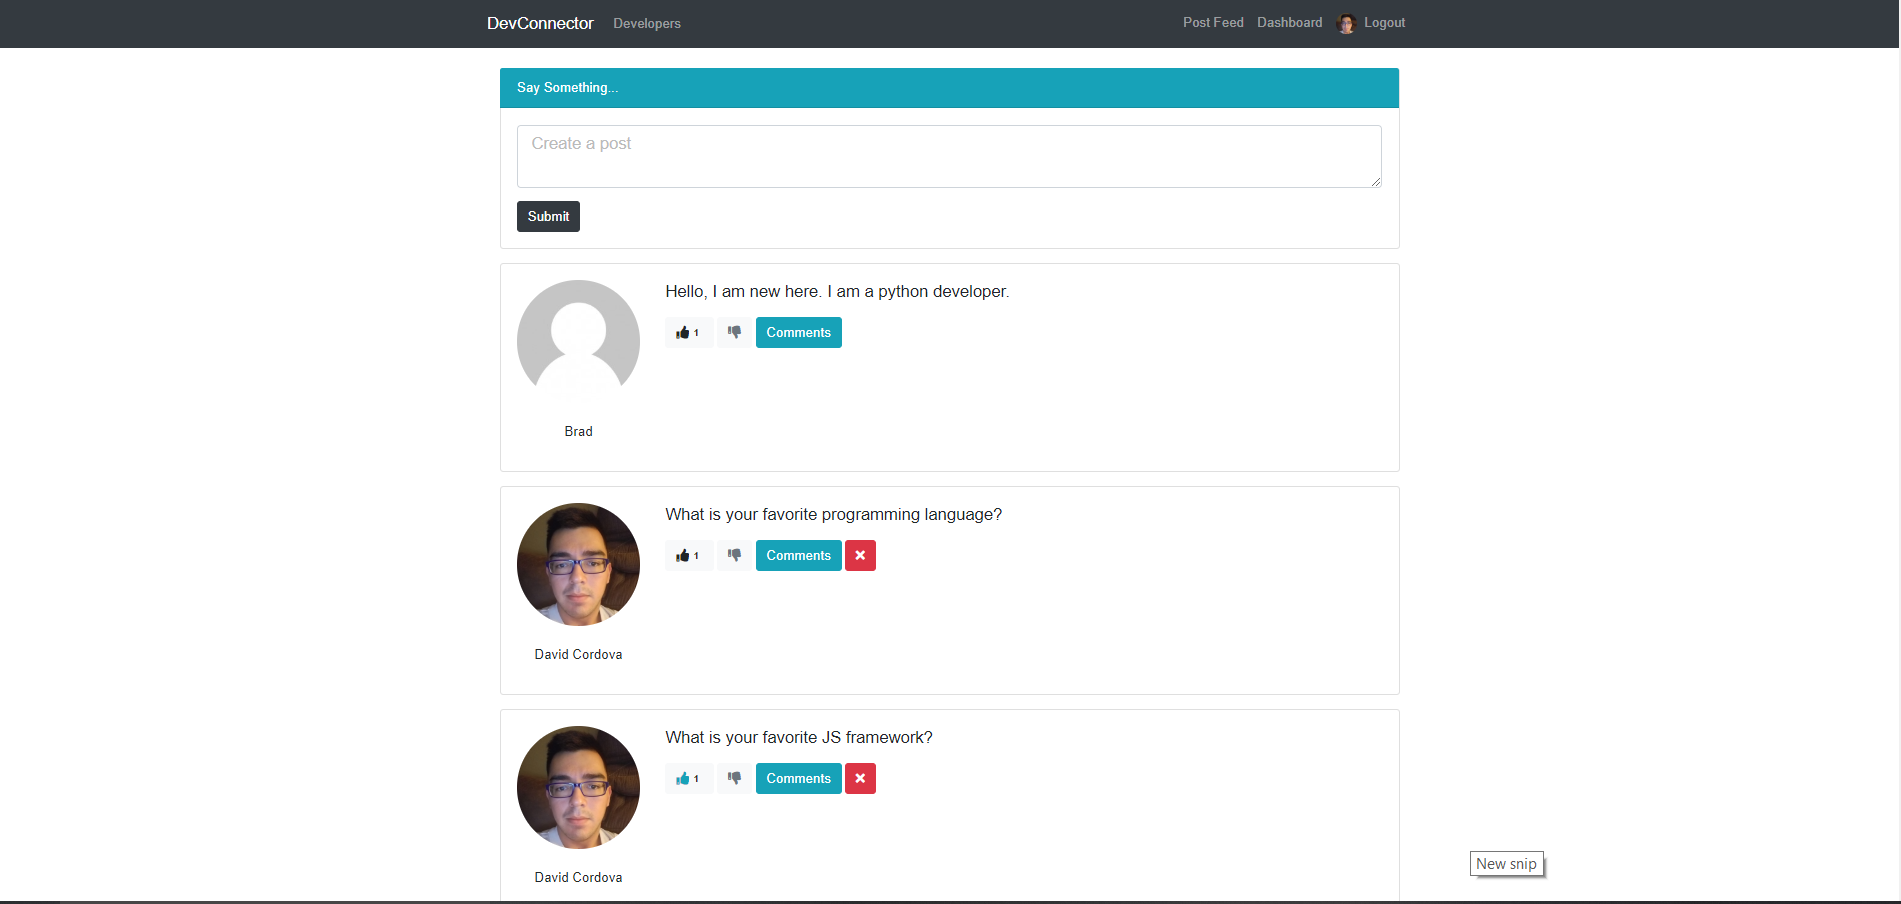 DevConnector Developers Post Feed Dashboard Logout
Say Something...
Create a post
Submit
Hello, I am new here. I am a python developer.
1 Comments
Brad
What is your favorite programming language?
1 Comments
David Cordova
What is your favorite JS framework?
1 Comments
David Cordova
New snip